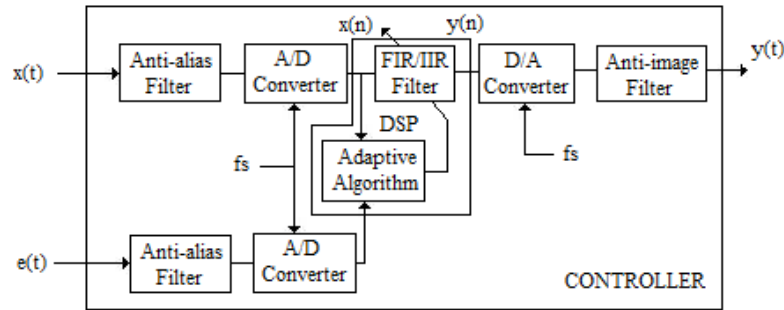 x(n)
y(n)
x(t)
Anti-alias
Filter
A/D
Converter
FIR/IIR
Filter
D/A
Converter
Anti-image
Filter
y(t)
DSP
fs
Adaptive
Algorithm
fs
e(t)
Anti-alias
Filter
A/D
Converter
CONTROLLER